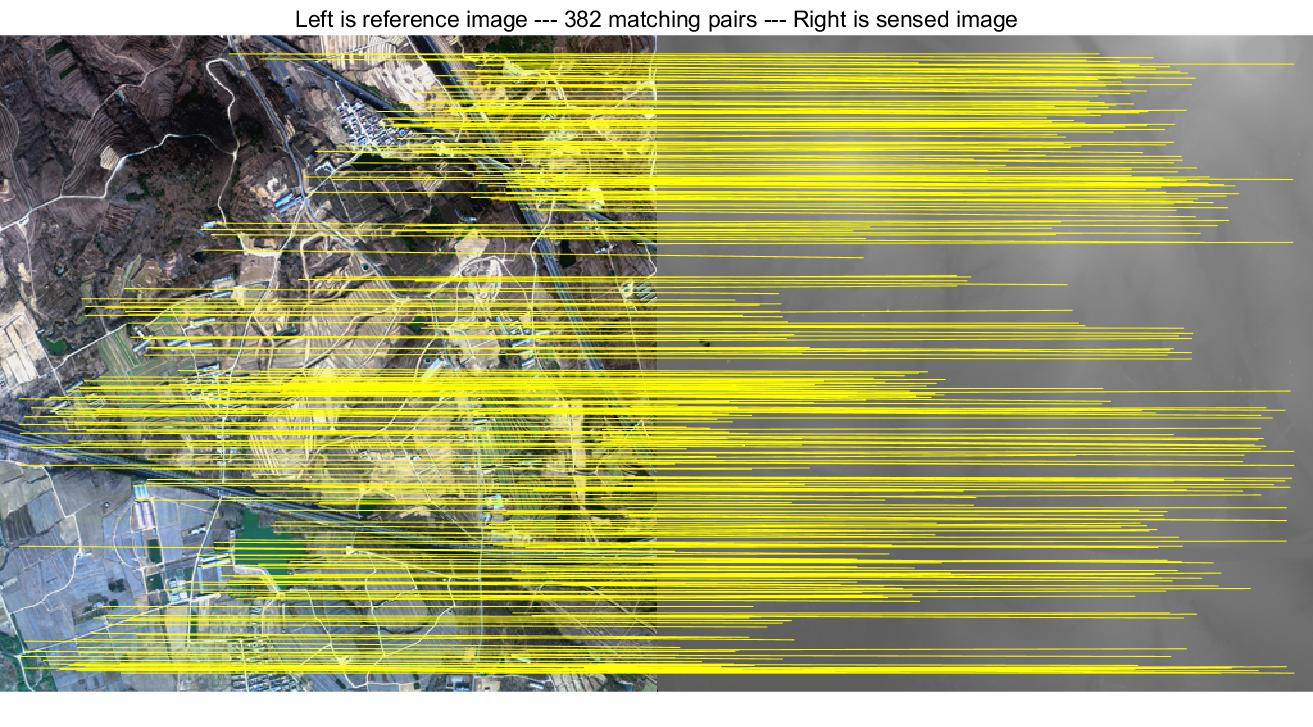 Left is reference image --- 382 matching pairs --- Right is sensed image